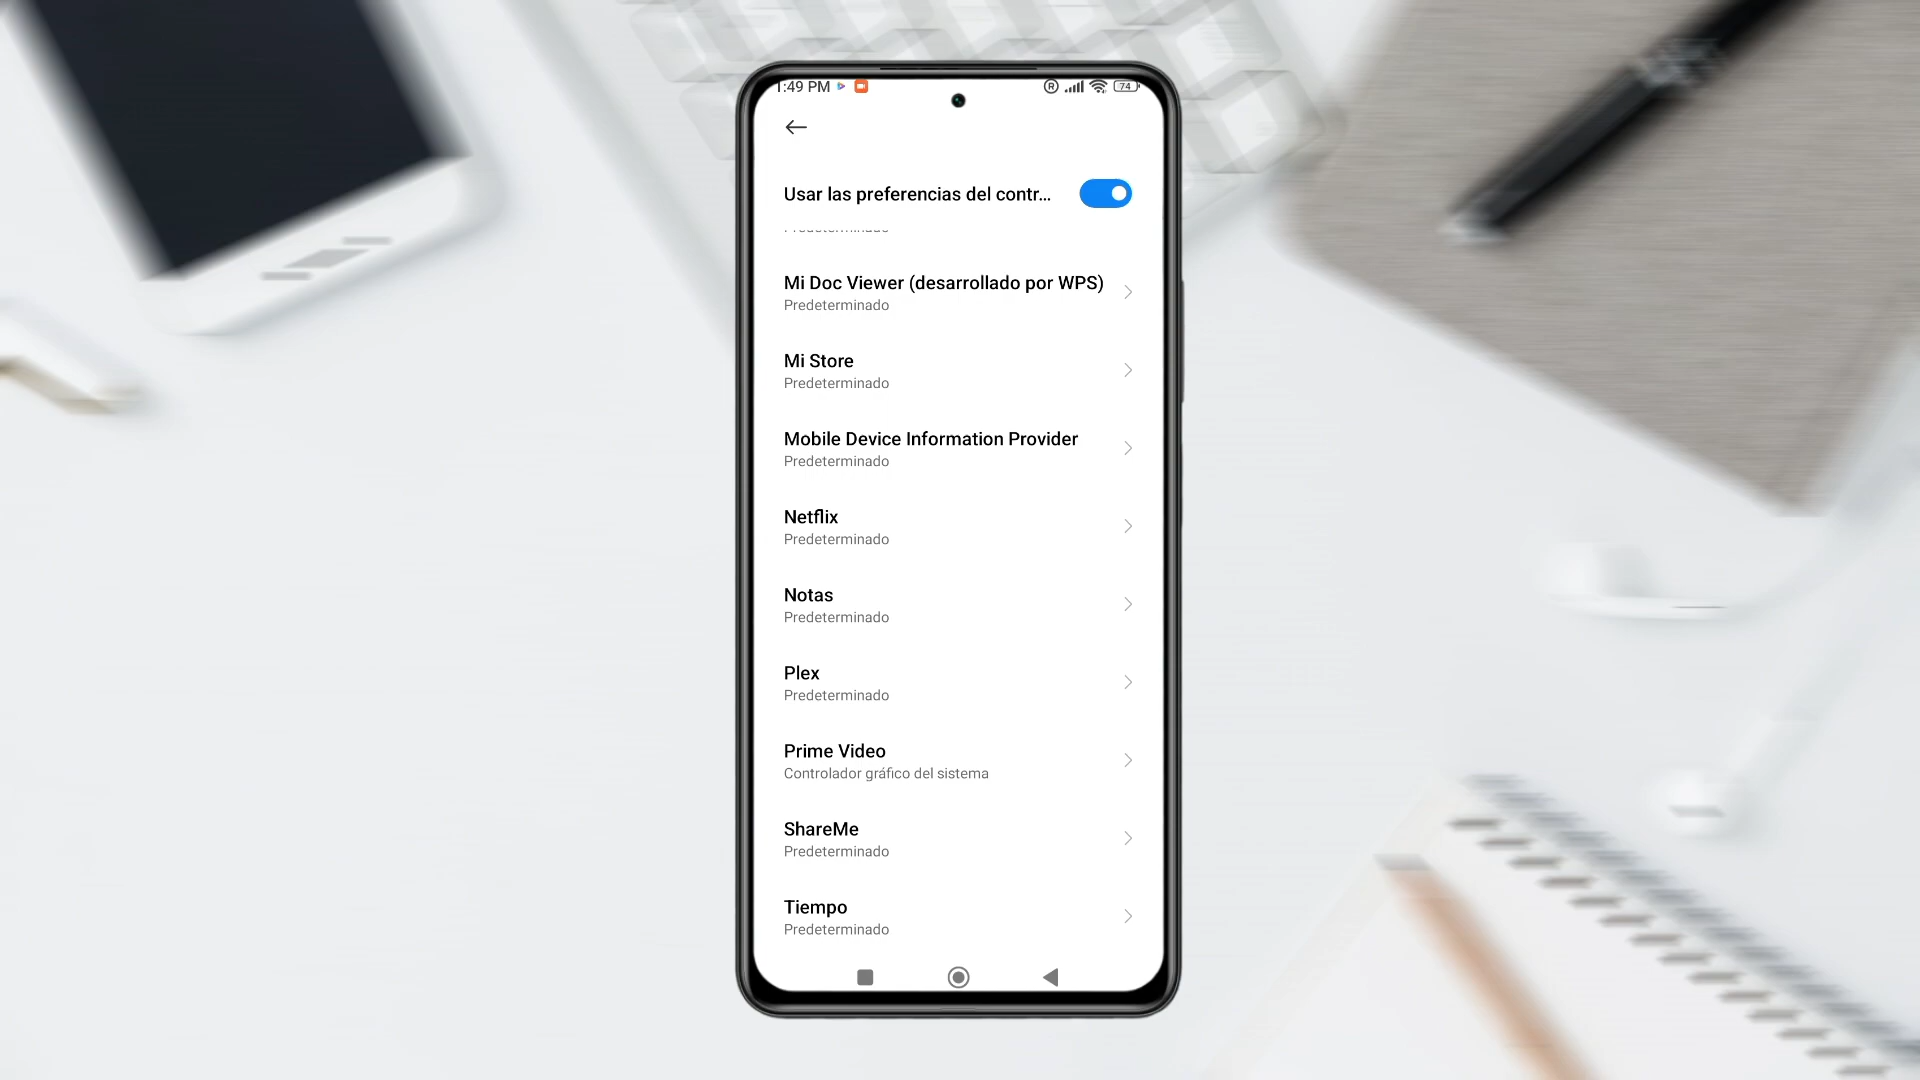 1:49 PM
R
74
Usar las preferencias del contr...
Mi Doc Viewer (desarrollado por WPS)
Predeterminado
Mi Store
Predeterminado
Mobile Device Information Provider
Predeterminado
Netflix
Predeterminado
Notas
Predeterminado
Plex
Predeterminado
Prime Video
Controlador gráfico del sistema
ShareMe
Predeterminado
Tiempo
Predeterminado